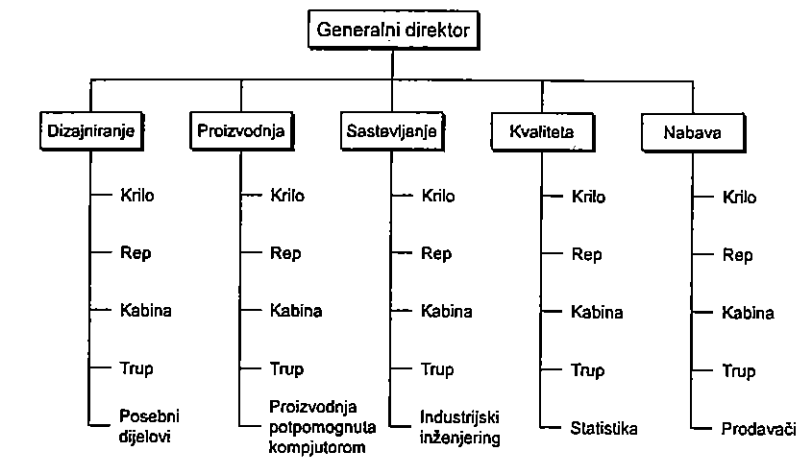 Generalni direktor
Dizajniranje
Proizvodnja
Sastavljanje
Kvaliteta
Nabava
Krilo
Rep
Kabina
Trup
Posebni
dijelovi
Krilo
Rep
Kabina
Trup
Proizvodnja
potpomognuta
kompjutorom
Krilo
Rep
Kabina
Trup
Industrijski
inženjering
Krilo
Rep
Kabina
Trup
Statistika
Krilo
Rep
Kabina
Trup
Prodavači